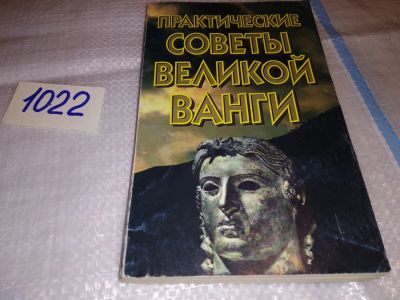 ПРАКТИЧЕСКИЕ
СОВЕТЫ
ВЕЛИКОЙ
ВАНГИ
1022